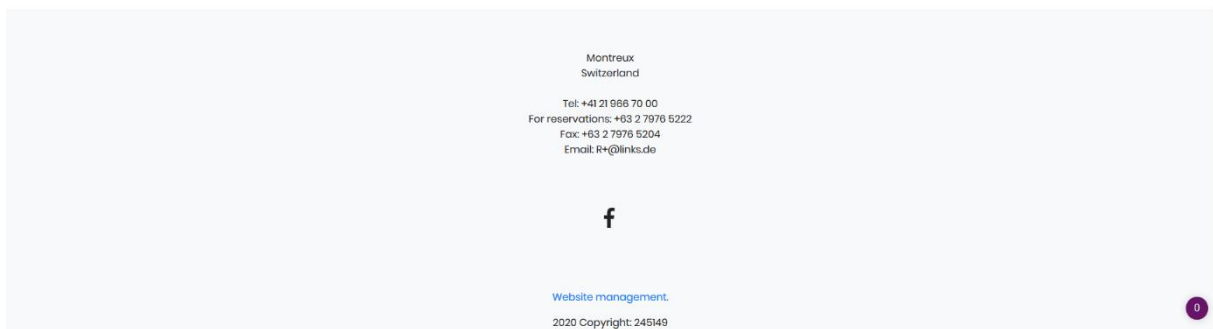 Montreux
Switzerland
Tel: +41 21 966 70 00
For reservations: +63 2 7976 5222
Fax: +63 2 7976 5204
Email: R+@links.de
Website management.
2020 Copyright: 245149
0